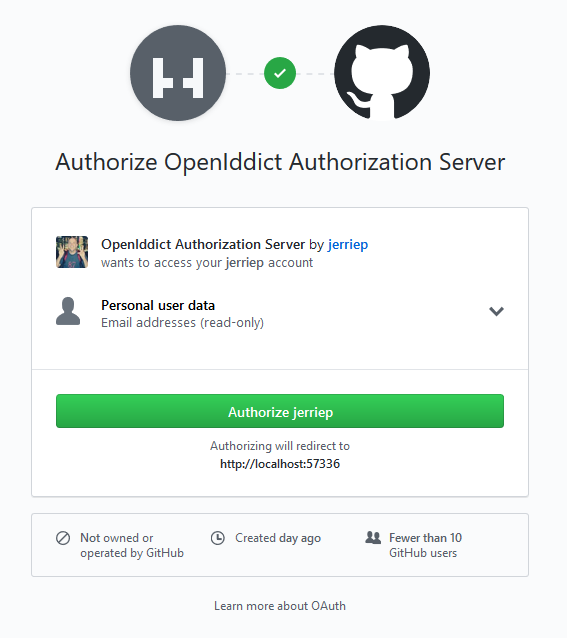 Authorize OpenIddict Authorization Server
OpenIddict Authorization Server by jerriep
wants to access your jerriep account
Personal user data
Email addresses (read-only)
Authorize jerriep
Authorizing will redirect to
http://localhost:57336
Not owned or
operated by GitHub
Created day ago
Fewer than 10
GitHub users
Learn more about OAuth